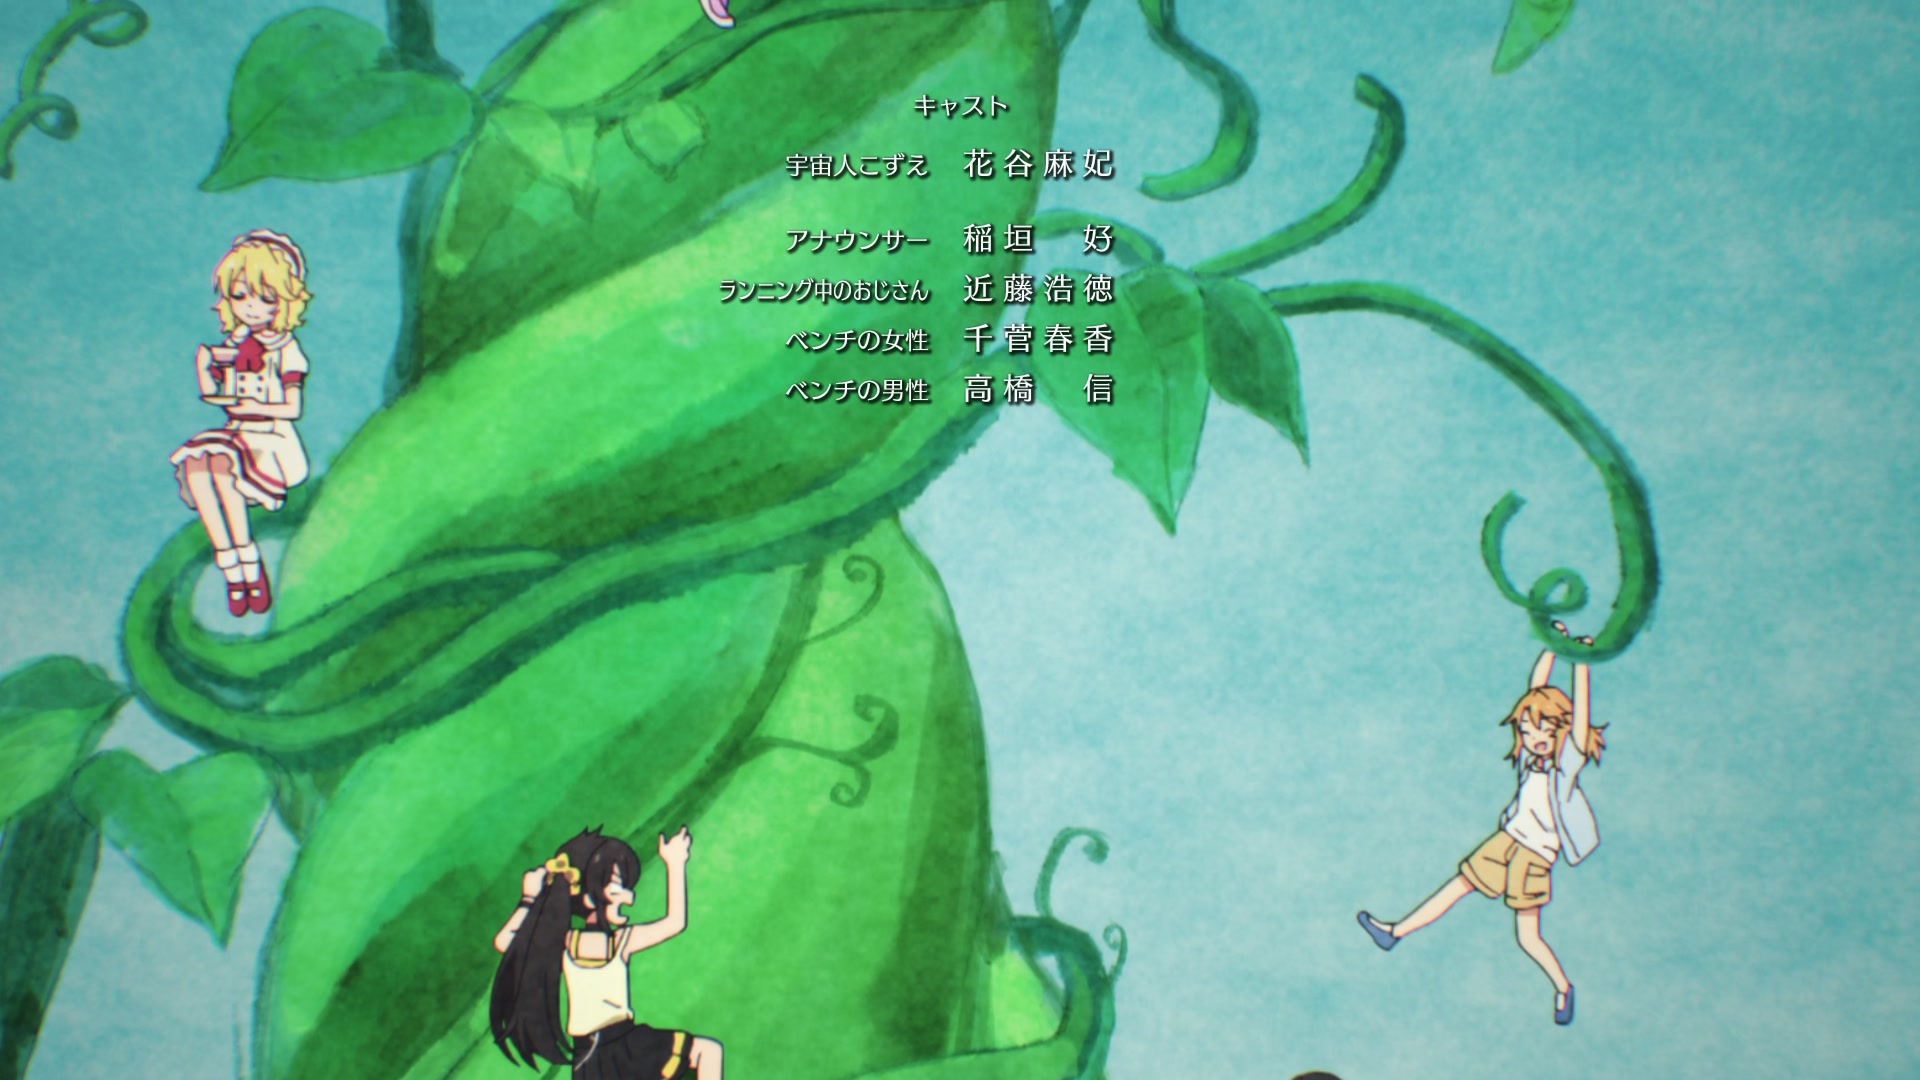 キャスト
宇宙人こずえ 花谷麻妃
アナウンサー 稲垣 好
ランニング中のおじさん 近藤浩徳
ベンチの女性 千菅春香
ベンチの男性 高橋 信